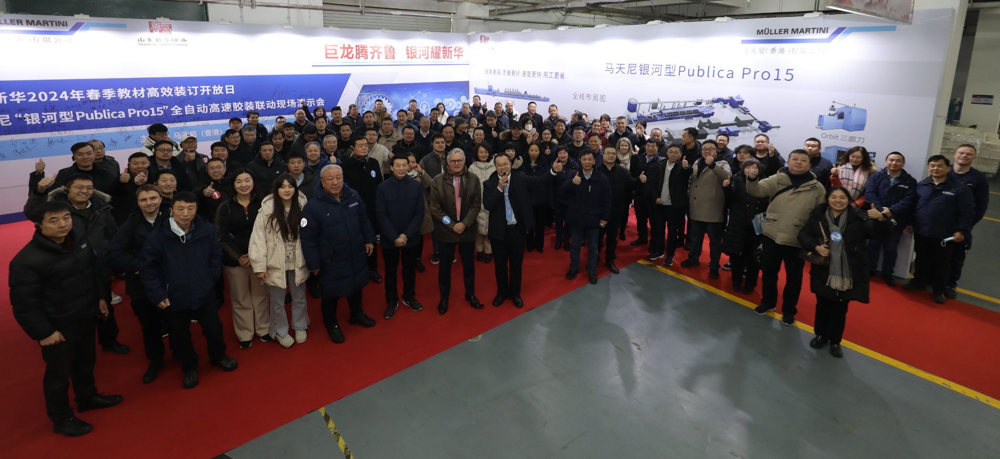 LLER MARTINI
港)有限公司
山东新华印务
Shandong Xinhua Printing
巨龙腾齐鲁 银河耀新华
新华2024年春季教材高效装订开放日
尼“银河型Publica Pro15”全自动高速胶装联动现场演示会
马天尼(香港)
MÜLLER MARTINI
马天尼(香港)有限公司
马天尼银河型Publica Pro15
效率更高 质量更好 速度更快 用工更省
全线布局图
Orbit 三面刀
1
1
2
2